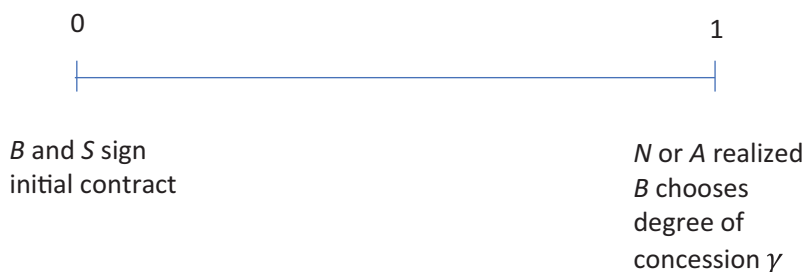 0
1
B and S sign
initial contract
N or A realized
B chooses
degree of
concession γ